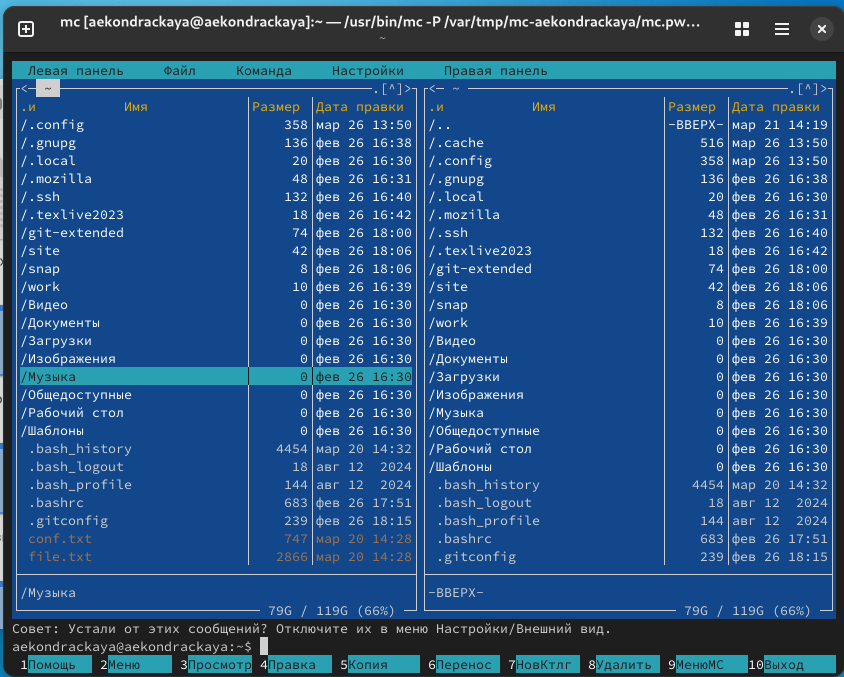 mc [aekondrackaya@aekondrackaya]:~ — /usr/bin/mc -P /var/tmp/mc-aekondrackaya/mc.pw…
~
Левая панель Файл Команда Настройки Правая панель
<─ ~ ─.[^]>
.и Имя Размер Дата правки
/.config 358 мар 26 13:50
/.gnupg 136 фев 26 16:38
/.local 20 фев 26 16:30
/.mozilla 48 фев 26 16:31
/.ssh 132 фев 26 16:40
/.texlive2023 18 фев 26 16:42
/git-extended 74 фев 26 18:00
/site 42 фев 26 18:06
/snap 8 фев 26 18:06
/work 10 фев 26 16:39
/Видео 0 фев 26 16:30
/Документы 0 фев 26 16:30
/Загрузки 0 фев 26 16:30
/Изображения 0 фев 26 16:30
/Музыка 0 фев 26 16:30
/Общедоступные 0 фев 26 16:30
/Рабочий стол 0 фев 26 16:30
/Шаблоны 0 фев 26 16:30
.bash_history 4454 мар 20 14:32
.bash_logout 18 авг 12 2024
.bash_profile 144 авг 12 2024
.bashrc 683 фев 26 17:51
.gitconfig 239 фев 26 18:15
conf.txt 747 мар 20 14:28
file.txt 2866 мар 20 14:28
/Музыка
79G / 119G (66%)
<─ ~ ─.[^]>
.и Имя Размер Дата правки
/.. -ВВЕРХ- мар 21 14:19
/.cache 516 мар 26 13:50
/.config 358 мар 26 13:50
/.gnupg 136 фев 26 16:38
/.local 20 фев 26 16:30
/.mozilla 48 фев 26 16:31
/.ssh 132 фев 26 16:40
/.texlive2023 18 фев 26 16:42
/git-extended 74 фев 26 18:00
/site 42 фев 26 18:06
/snap 8 фев 26 18:06
/work 10 фев 26 16:39
/Видео 0 фев 26 16:30
/Документы 0 фев 26 16:30
/Загрузки 0 фев 26 16:30
/Изображения 0 фев 26 16:30
/Музыка 0 фев 26 16:30
/Общедоступные 0 фев 26 16:30
/Рабочий стол 0 фев 26 16:30
/Шаблоны 0 фев 26 16:30
.bash_history 4454 мар 20 14:32
.bash_logout 18 авг 12 2024
.bash_profile 144 авг 12 2024
.bashrc 683 фев 26 17:51
.gitconfig 239 фев 26 18:15
-ВВЕРХ-
79G / 119G (66%)
Совет: Устали от этих сообщений? Отключите их в меню Настройки/Внешний вид.
aekondrackaya@aekondrackaya:~$
1Помощь 2Меню 3Просмотр 4Правка 5Копия 6Перенос 7НовКтлг 8Удалить 9МенюМС 10Выход